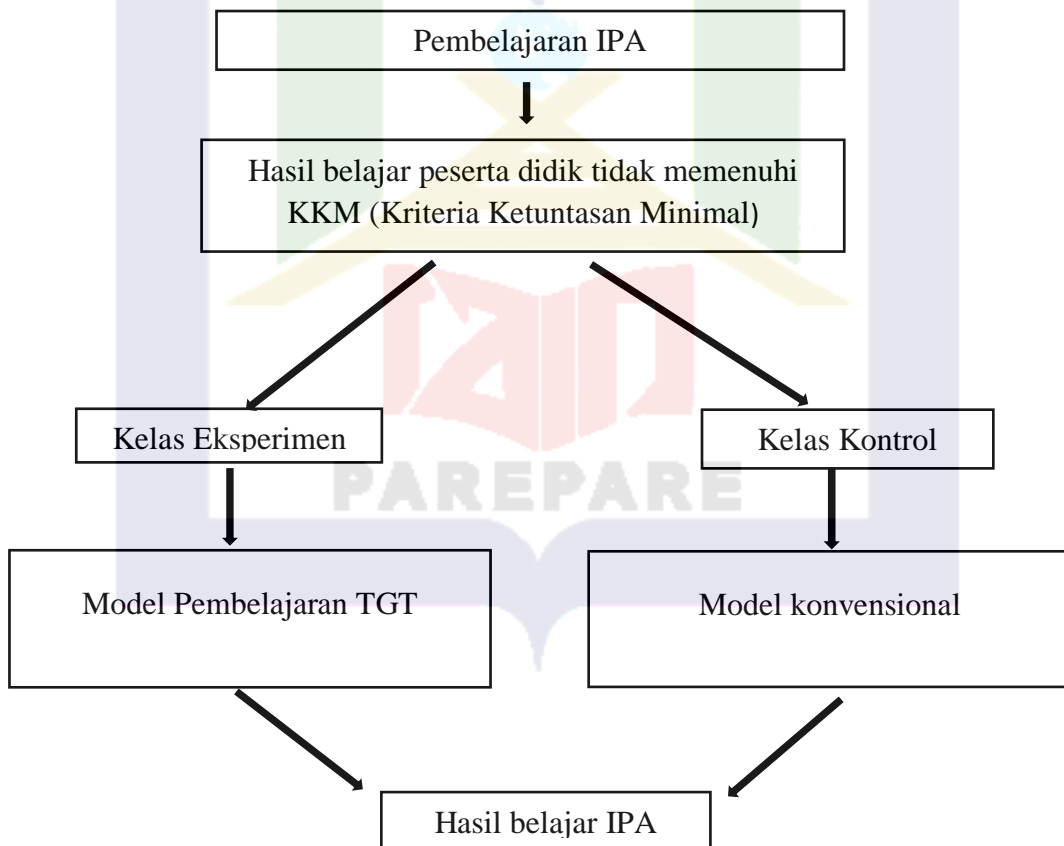 Pembelajaran IPA
Hasil belajar peserta didik tidak memenuhi
KKM (Kriteria Ketuntasan Minimal)
Kelas Eksperimen
Kelas Kontrol
PAREPARE
Model Pembelajaran TGT
Model konvensional
Hasil belajar IPA